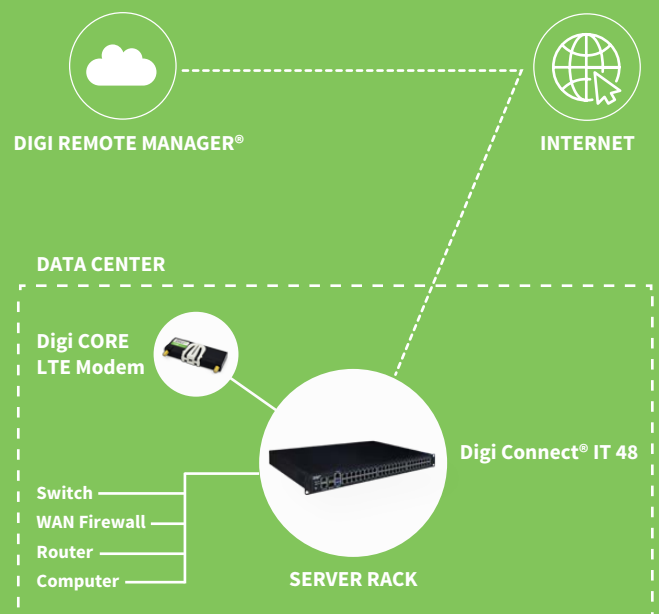 DIGI REMOTE MANAGER®
INTERNET
DATA CENTER
Digi CORE
LTE Modem
Digi Connect® IT 48
Switch
WAN Firewall
Router
Computer
SERVER RACK